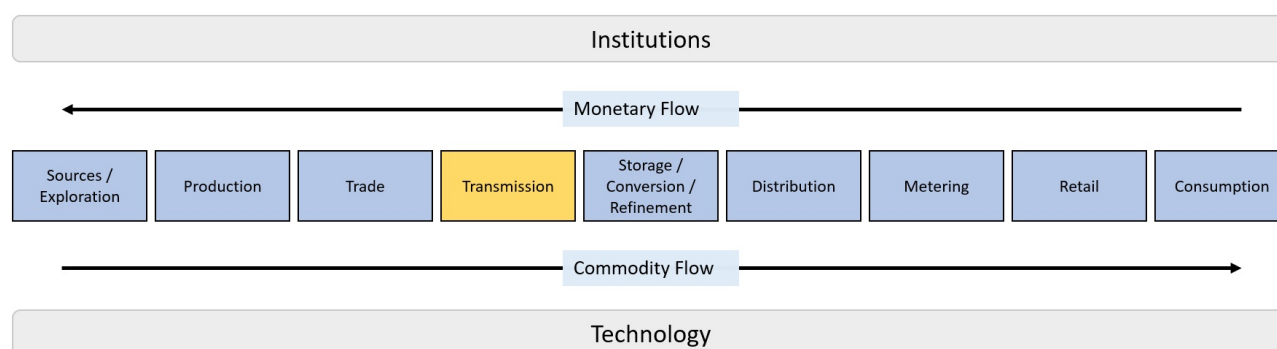 Institutions
Monetary Flow
Sources /
Exploration
Production
Trade
Transmission
Storage /
Conversion /
Refinement
Distribution
Metering
Retail
Consumption
Commodity Flow
Technology